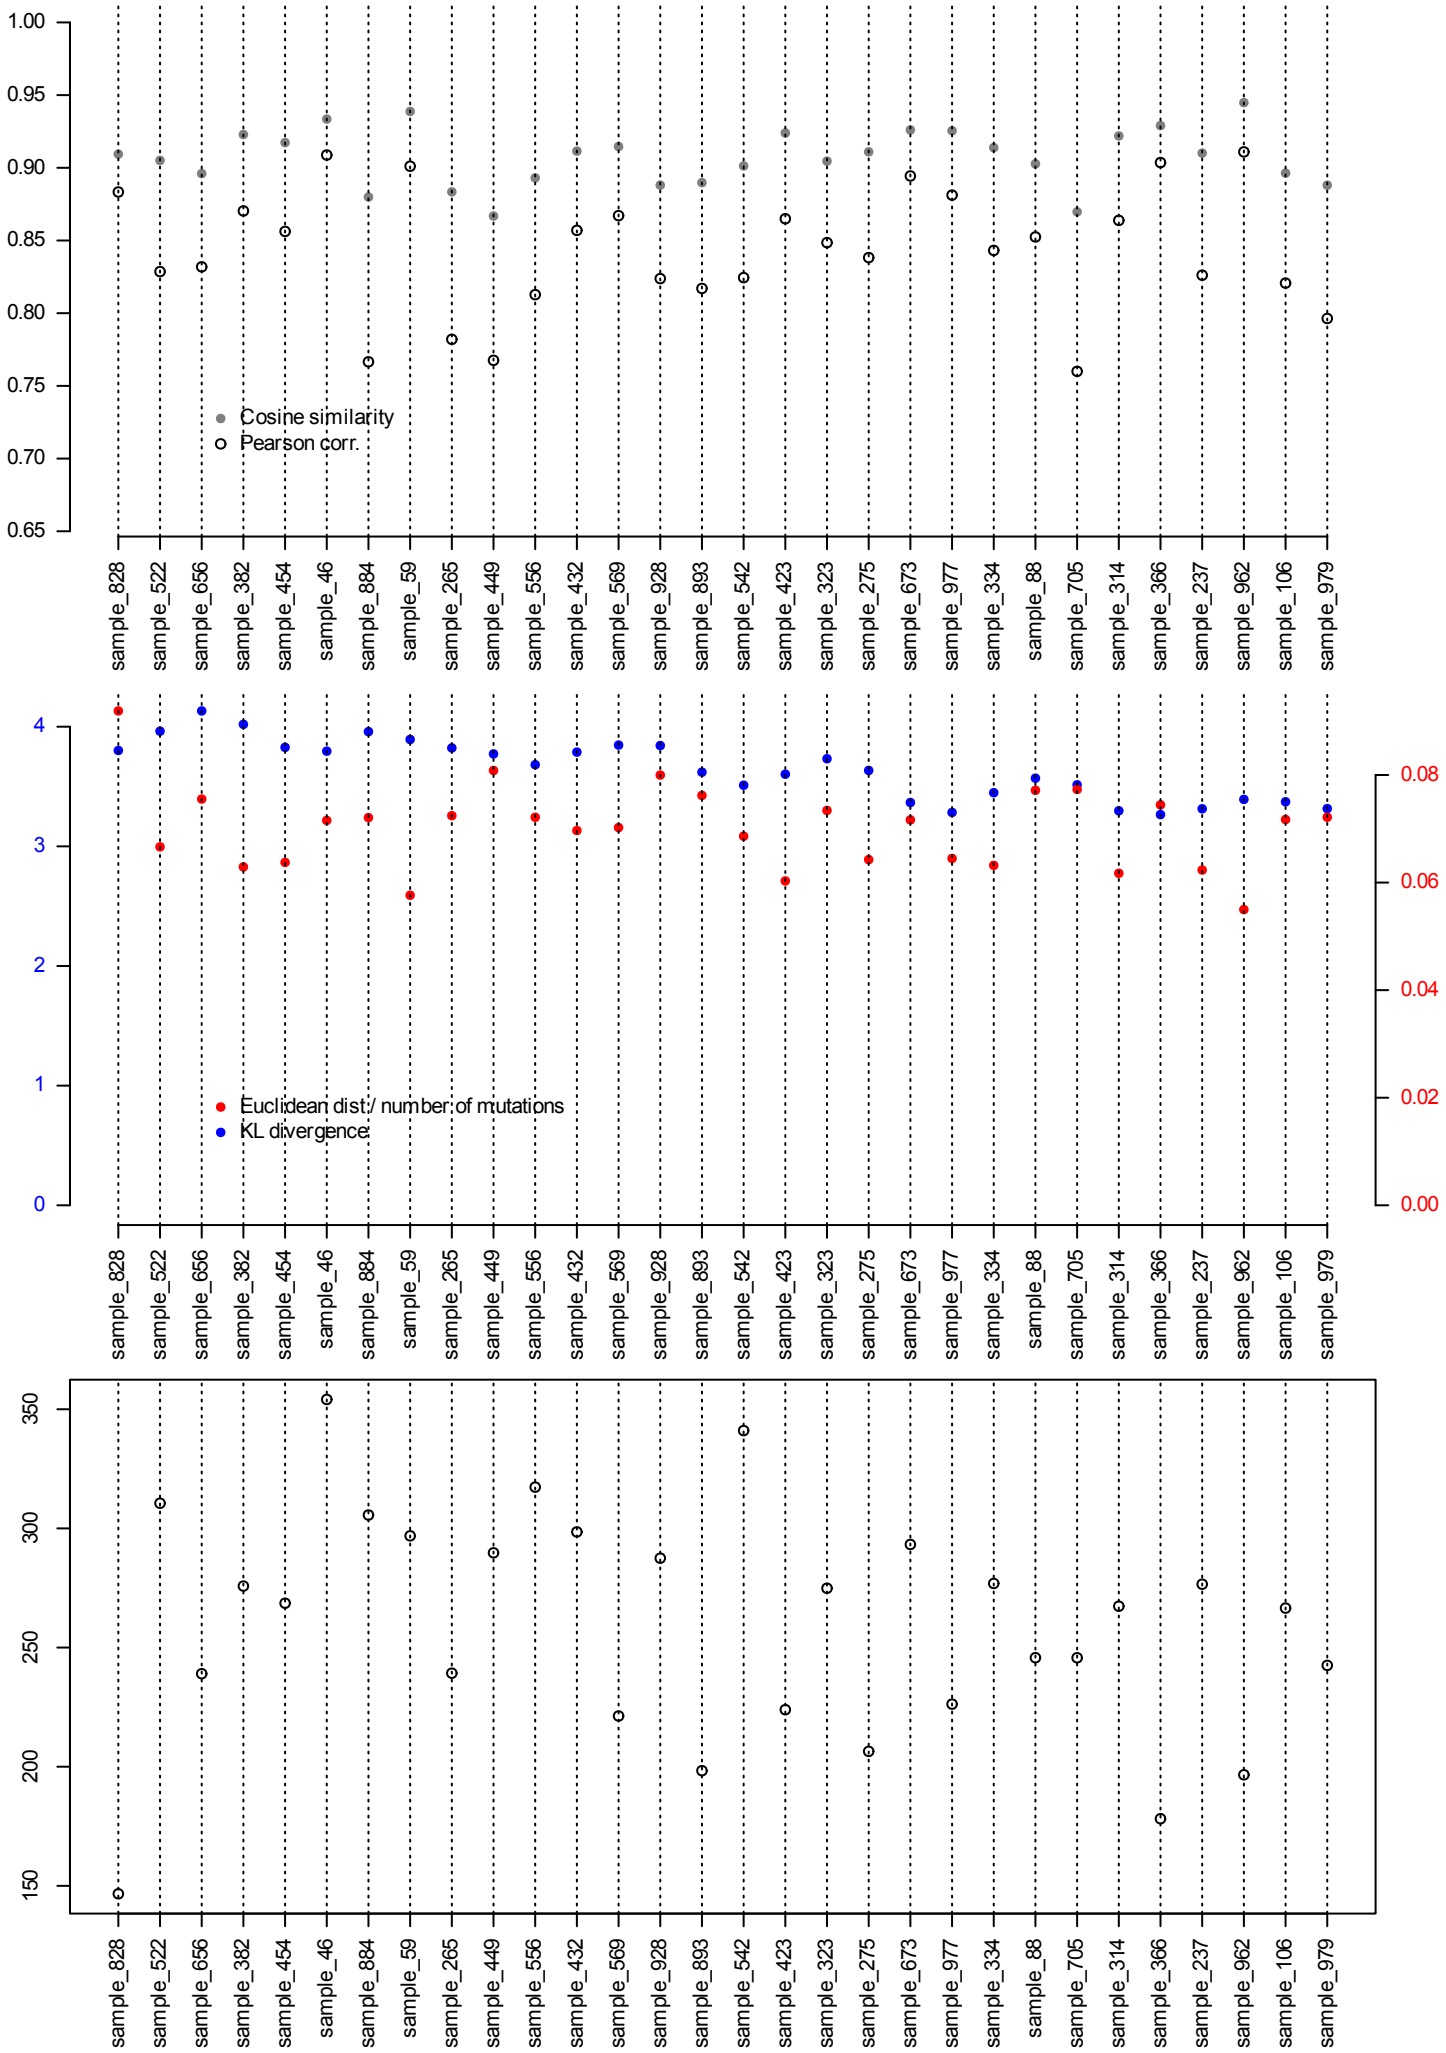 1.00
0.95
0.90
0.85
0.80
0.75
0.70
0.65
Cosine similarity
Pearson corr.
sample_828
sample_522
sample_656
sample_382
sample_454
sample_46
sample_884
sample_59
sample_265
sample_449
sample_556
sample_432
sample_569
sample_928
sample_893
sample_542
sample_423
sample_323
sample_275
sample_673
sample_977
sample_334
sample_88
sample_705
sample_314
sample_366
sample_237
sample_962
sample_106
sample_979
4
3
2
1
0
0.08
0.06
0.04
0.02
0.00
Euclidean dist./ number of mutations
KL divergence
sample_828
sample_522
sample_656
sample_382
sample_454
sample_46
sample_884
sample_59
sample_265
sample_449
sample_556
sample_432
sample_569
sample_928
sample_893
sample_542
sample_423
sample_323
sample_275
sample_673
sample_977
sample_334
sample_88
sample_705
sample_314
sample_366
sample_237
sample_962
sample_106
sample_979
350
300
250
200
150
sample_828
sample_522
sample_656
sample_382
sample_454
sample_46
sample_884
sample_59
sample_265
sample_449
sample_556
sample_432
sample_569
sample_928
sample_893
sample_542
sample_423
sample_323
sample_275
sample_673
sample_977
sample_334
sample_88
sample_705
sample_314
sample_366
sample_237
sample_962
sample_106
sample_979